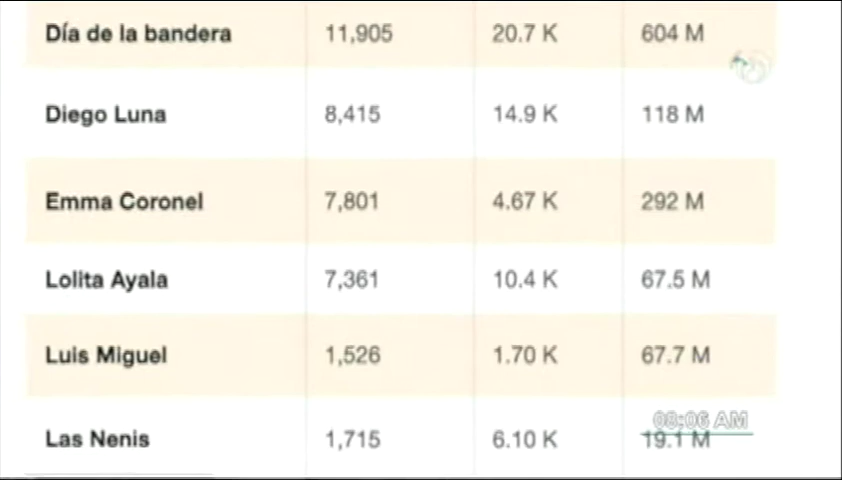 Día de la bandera 11,905 20.7 K 604 M
Diego Luna 8,415 14.9 K 118 M
Emma Coronel 7,801 4.67 K 292 M
Lolita Ayala 7,361 10.4 K 67.5 M
Luis Miguel 1,526 1.70 K 67.7 M
08:06 AM
Las Nenis 1,715 6.10 K 19.1 M